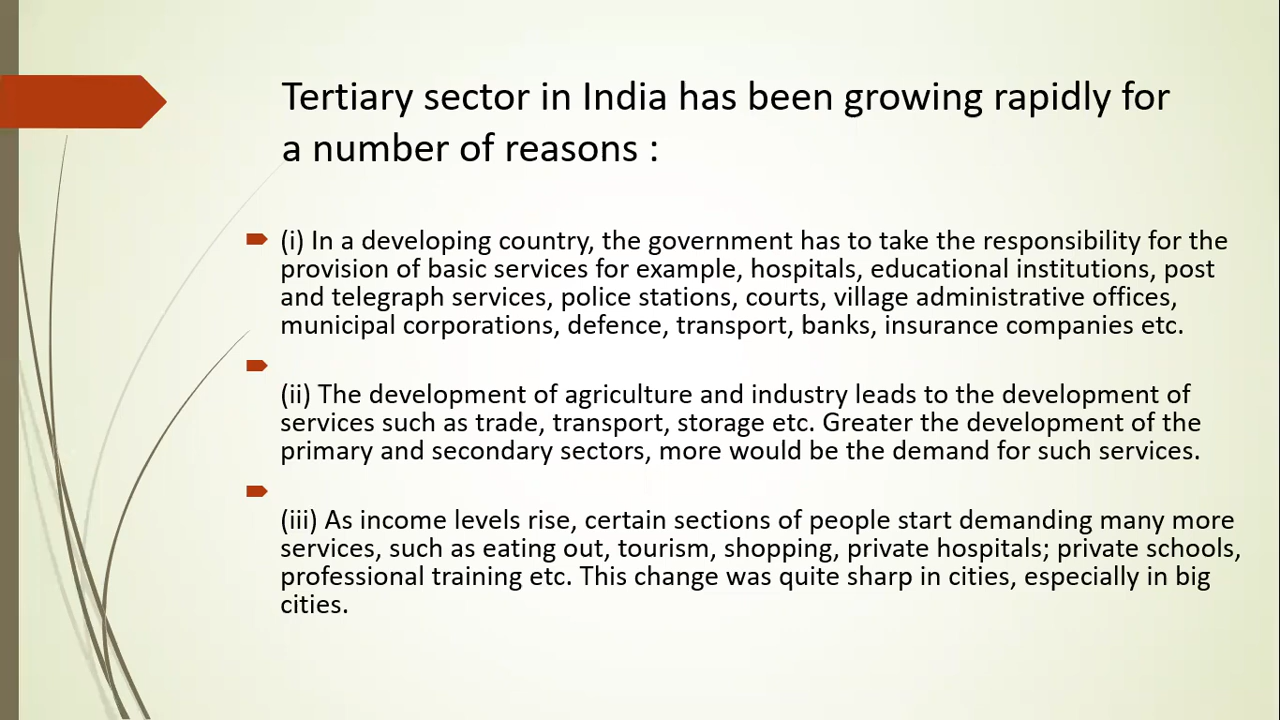 Tertiary sector in India has been growing rapidly for
a number of reasons :
(i) In a developing country, the government has to take the responsibility for the
provision of basic services for example, hospitals, educational institutions, post
and telegraph services, police stations, courts, village administrative offices,
municipal corporations, defence, transport, banks, insurance companies etc.
(ii) The development of agriculture and industry leads to the development of
services such as trade, transport, storage etc. Greater the development of the
primary and secondary sectors, more would be the demand for such services.
(iii) As income levels rise, certain sections of people start demanding many more
services, such as eating out, tourism, shopping, private hospitals; private schools,
professional training etc. This change was quite sharp in cities, especially in big
cities.